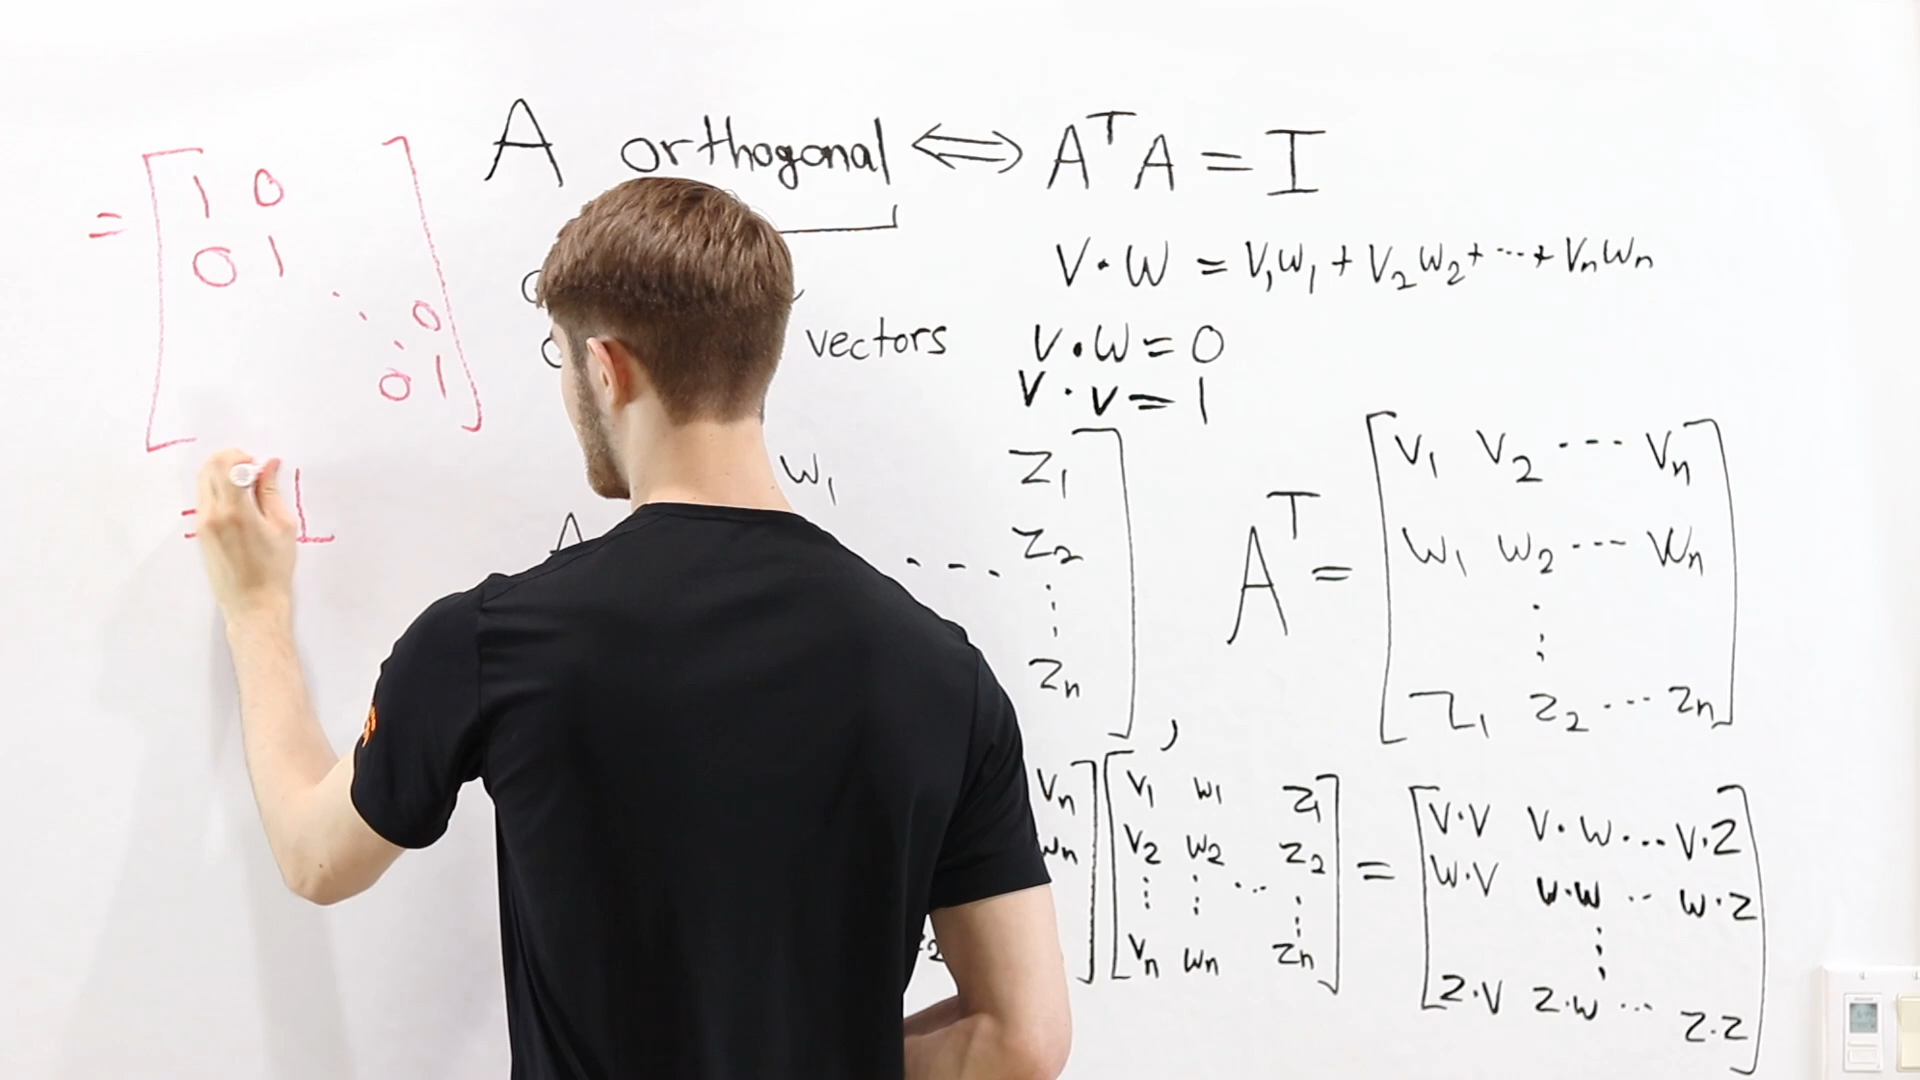 A orthogonal ⟺ AᵀA = I
V·W = V₁W₁ + V₂W₂ + ··· + VₙWₙ
vectors
V·W = 0
V·V = 1
W₁ Z₁
··· Z₂
⋮
Zₙ
,
Aᵀ =
V₁ V₂ ··· Vₙ
W₁ W₂ ··· Wₙ
⋮
Z₁ Z₂ ··· Zₙ
Vₙ
Wₙ
V₁ W₁ Z₁
V₂ W₂ Z₂
⋮ ⋮ ··· ⋮
Vₙ Wₙ Zₙ
=
V·V V·W ··· V·Z
W·V W·W ·· W·Z
⋮
Z·V Z·W ··· Z·Z
=
1 0
0 1
⋱ 0
0 1
=